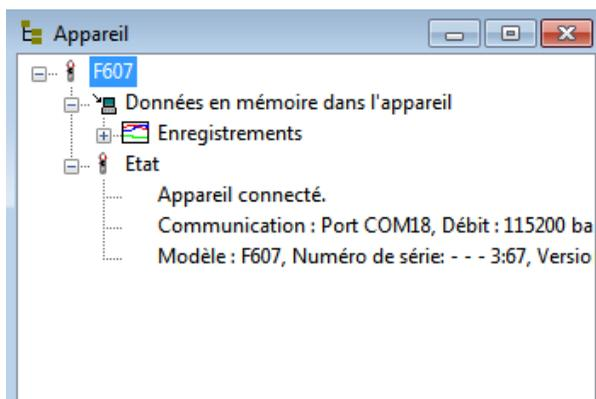 Appareil
F607
Données en mémoire dans l'appareil
Enregistrements
Etat
Appareil connecté.
Communication : Port COM18, Débit : 115200 ba
Modèle : F607, Numéro de série: - - - 3:67, Versio